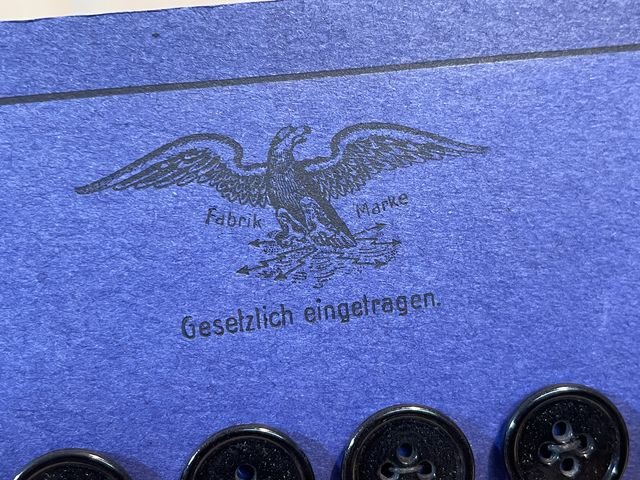 Fabrik Marke
Gesetzlich eingetragen.